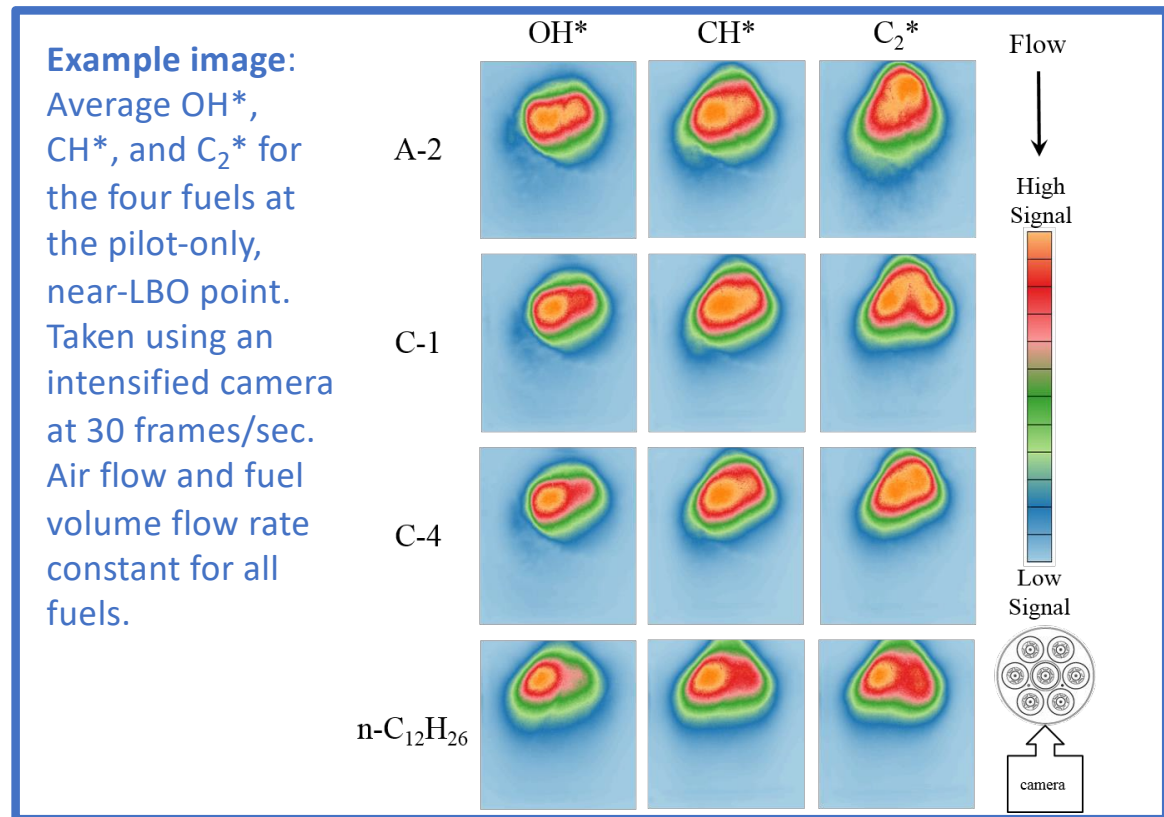 Example image:
Average OH*,
CH*, and C₂* for
the four fuels at
the pilot-only,
near-LBO point.
Taken using an
intensified camera
at 30 frames/sec.
Air flow and fuel
volume flow rate
constant for all
fuels.
OH* CH* C₂*
A-2
C-1
C-4
n-C₁₂H₂₆
Flow
High
Signal
Low
Signal
camera